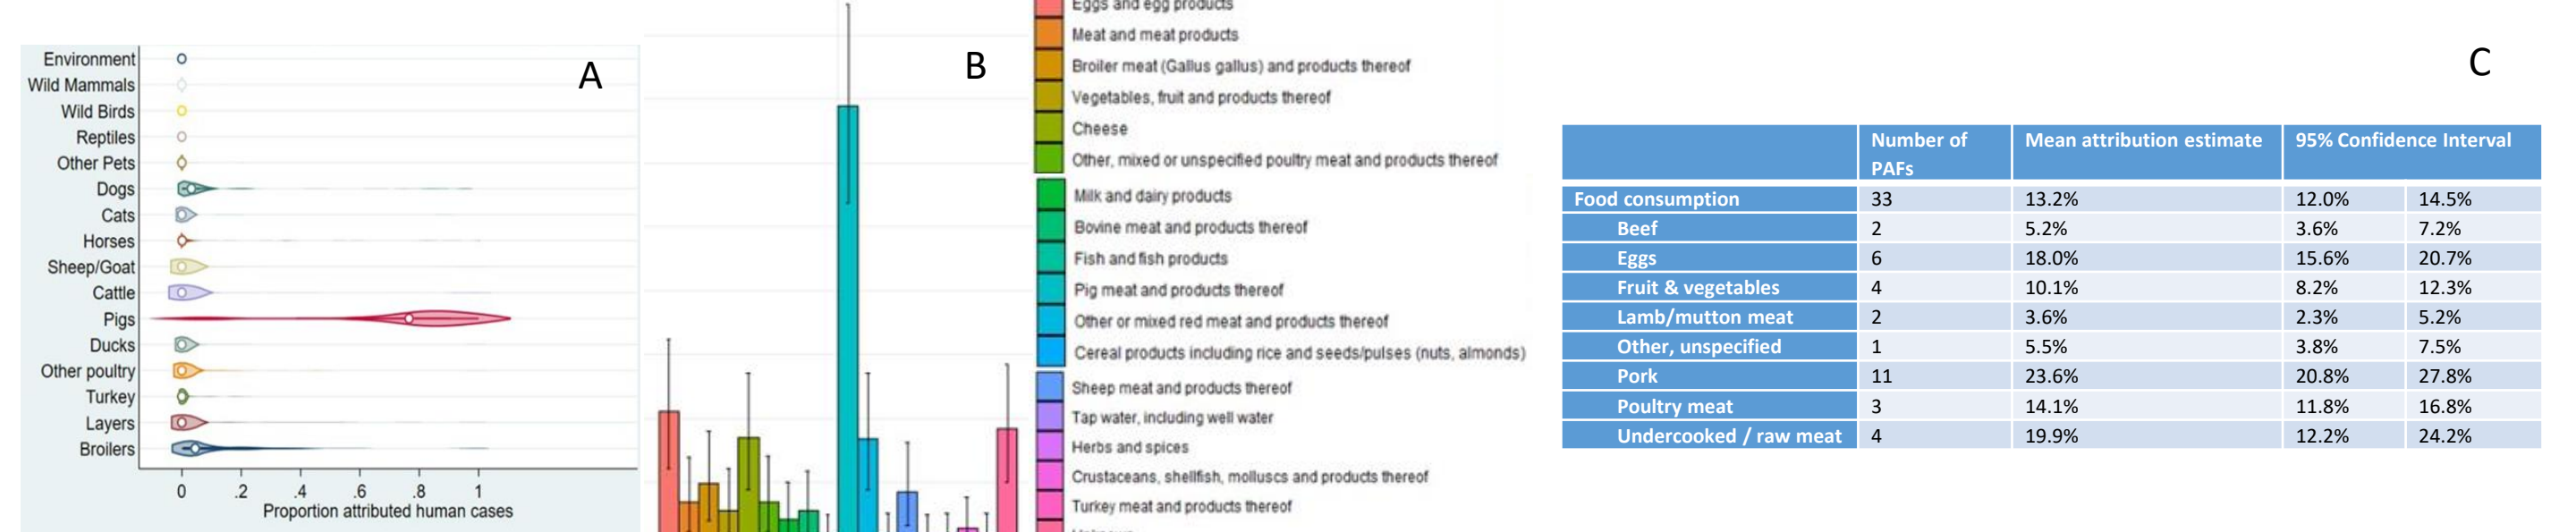 A
Environment
Wild Mammals
Wild Birds
Reptiles
Other Pets
Dogs
Cats
Horses
Sheep/Goat
Cattle
Pigs
Ducks
Other poultry
Turkey
Layers
Broilers
0 .2 .4 .6 .8 1
Proportion attributed human cases
B
Eggs and egg products
Meat and meat products
Broiler meat (Gallus gallus) and products thereof
Vegetables, fruit and products thereof
Cheese
Other, mixed or unspecified poultry meat and products thereof
Milk and dairy products
Bovine meat and products thereof
Fish and fish products
Pig meat and products thereof
Other or mixed red meat and products thereof
Cereal products including rice and seeds/pulses (nuts, almonds)
Sheep meat and products thereof
Tap water, including well water
Herbs and spices
Crustaceans, shellfish, molluscs and products thereof
Turkey meat and products thereof
C
Number of PAFs Mean attribution estimate 95% Confidence Interval
Food consumption 33 13.2% 12.0% 14.5%
Beef 2 5.2% 3.6% 7.2%
Eggs 6 18.0% 15.6% 20.7%
Fruit & vegetables 4 10.1% 8.2% 12.3%
Lamb/mutton meat 2 3.6% 2.3% 5.2%
Other, unspecified 1 5.5% 3.8% 7.5%
Pork 11 23.6% 20.8% 27.8%
Poultry meat 3 14.1% 11.8% 16.8%
Undercooked / raw meat 4 19.9% 12.2% 24.2%